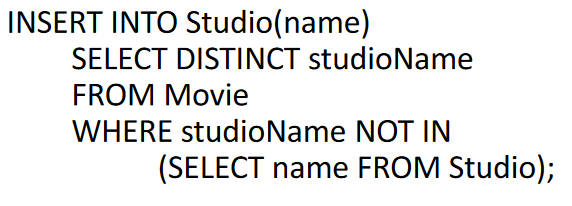 INSERT INTO Studio(name)
SELECT DISTINCT studioName
FROM Movie
WHERE studioName NOT IN
(SELECT name FROM Studio);